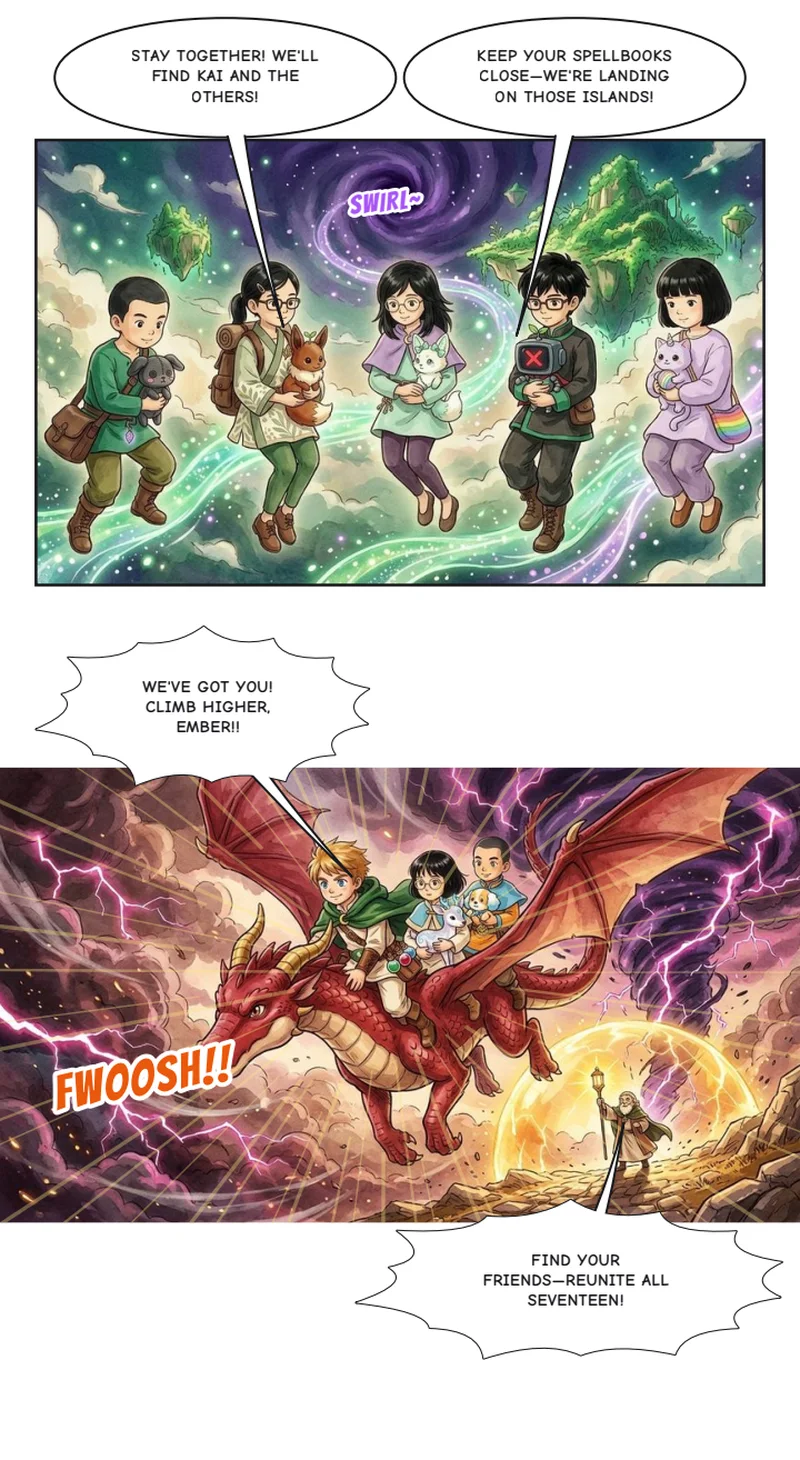 STAY TOGETHER! WE'LL
FIND KAI AND THE
OTHERS!
KEEP YOUR SPELLBOOKS
CLOSE—WE'RE LANDING
ON THOSE ISLANDS!
SWIRL~
WE'VE GOT YOU!
CLIMB HIGHER,
EMBER!!
FWOOSH!!
FIND YOUR
FRIENDS—REUNITE ALL
SEVENTEEN!